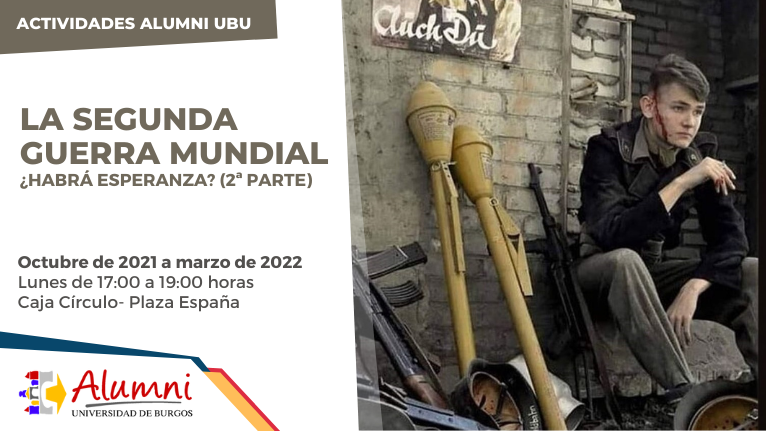 ACTIVIDADES ALUMNI UBU
LA SEGUNDA
GUERRA MUNDIAL
¿HABRÁ ESPERANZA? (2ª PARTE)
Octubre de 2021 a marzo de 2022
Lunes de 17:00 a 19:00 horas
Caja Círculo- Plaza España
Alumni
UNIVERSIDAD DE BURGOS
Auch Dü